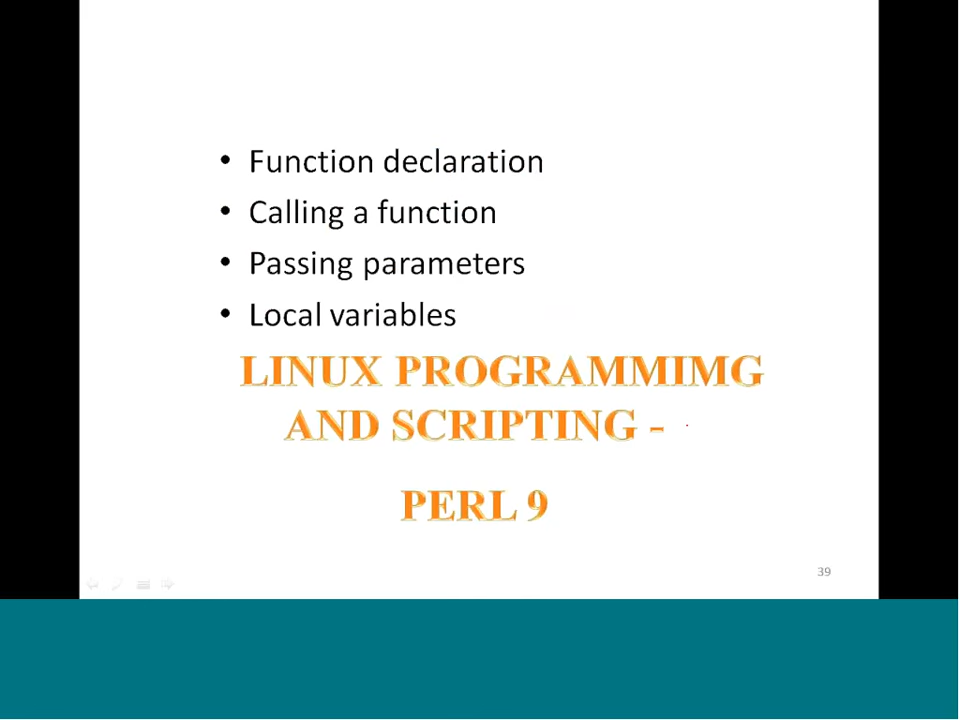 • Function declaration
• Calling a function
• Passing parameters
• Local variables
LINUX PROGRAMMIMG
AND SCRIPTING -
PERL 9
39